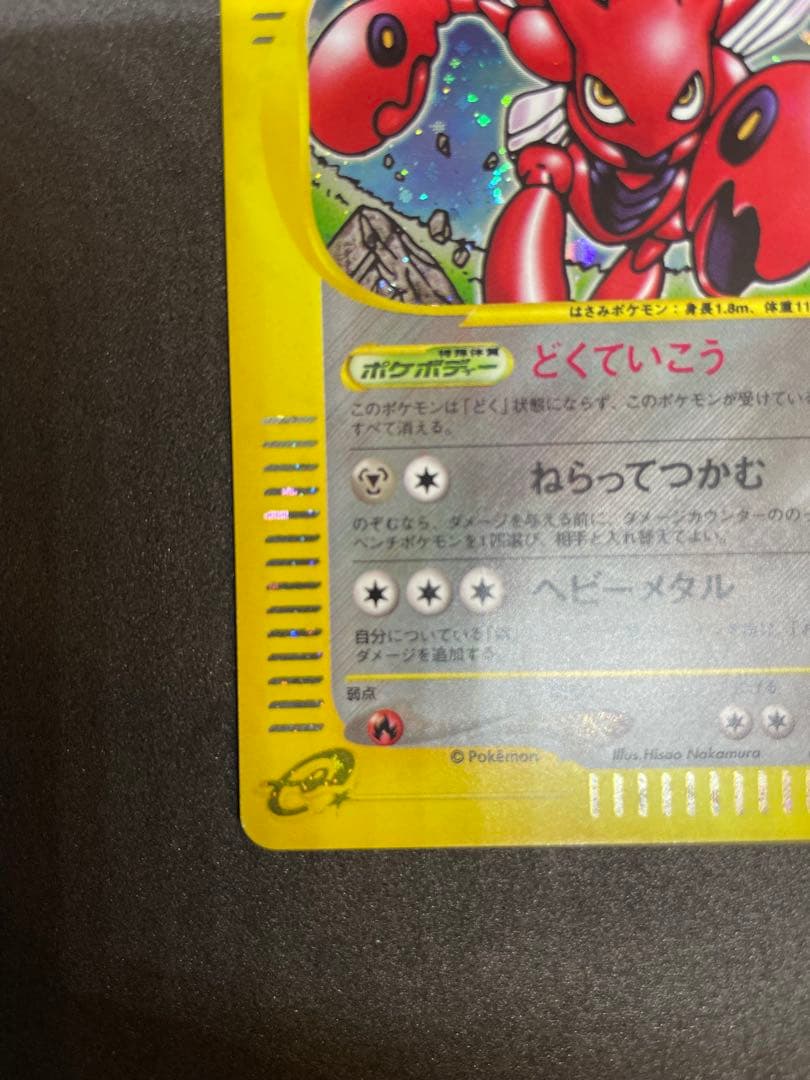 はさみポケモン：身長1.8m、体重11
特殊体質
ポケボディー
どくていこう
このポケモンは「どく」状態にならず、このポケモンが受けている
すべて消える。
ねらってつかむ
のぞむなら、ダメージを与える前に、ダメージカウンターののっ
ベンチポケモンを1匹選び、相手と入れ替えてよい。
ヘビーメタル
自分についている
ダメージを追加する。
弱点
にげる
© Pokémon
Illus.Hisao Nakamura
e